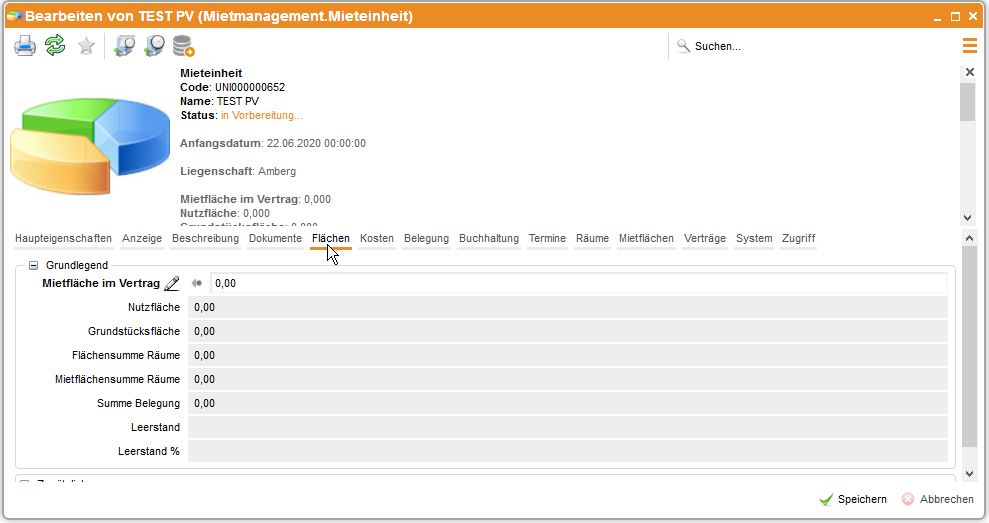 Bearbeiten von TEST PV (Mietmanagement.Mieteinheit)
Suchen...
Mieteinheit
Code: UNI000000652
Name: TEST PV
Status: in Vorbereitung...
Anfangsdatum: 22.06.2020 00:00:00
Liegenschaft: Amberg
Mietfläche im Vertrag: 0,000
Nutzfläche: 0,000
Grundstücksfläche: 0,000
Haupteigenschaften Anzeige Beschreibung Dokumente Flächen Kosten Belegung Buchhaltung Termine Räume Mietflächen Verträge System Zugriff
Grundlegend
Mietfläche im Vertrag 0,00
Nutzfläche 0,00
Grundstücksfläche 0,00
Flächensumme Räume 0,00
Mietflächensumme Räume 0,00
Summe Belegung 0,00
Leerstand
Leerstand %
Speichern Abbrechen